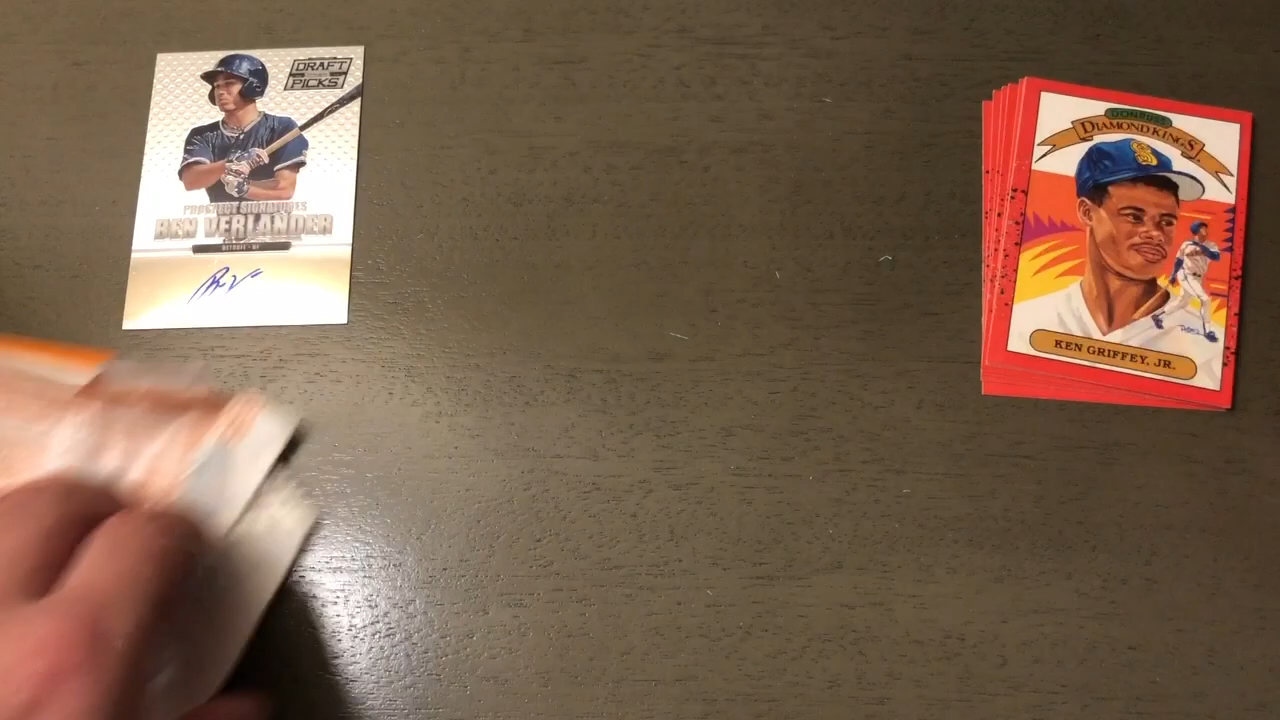 DRAFT
PICKS
PROSPECT SIGNATURES
BEN VERLANDER
DETROIT - OF
DONRUSS
DIAMOND KINGS
S
KEN GRIFFEY, JR.